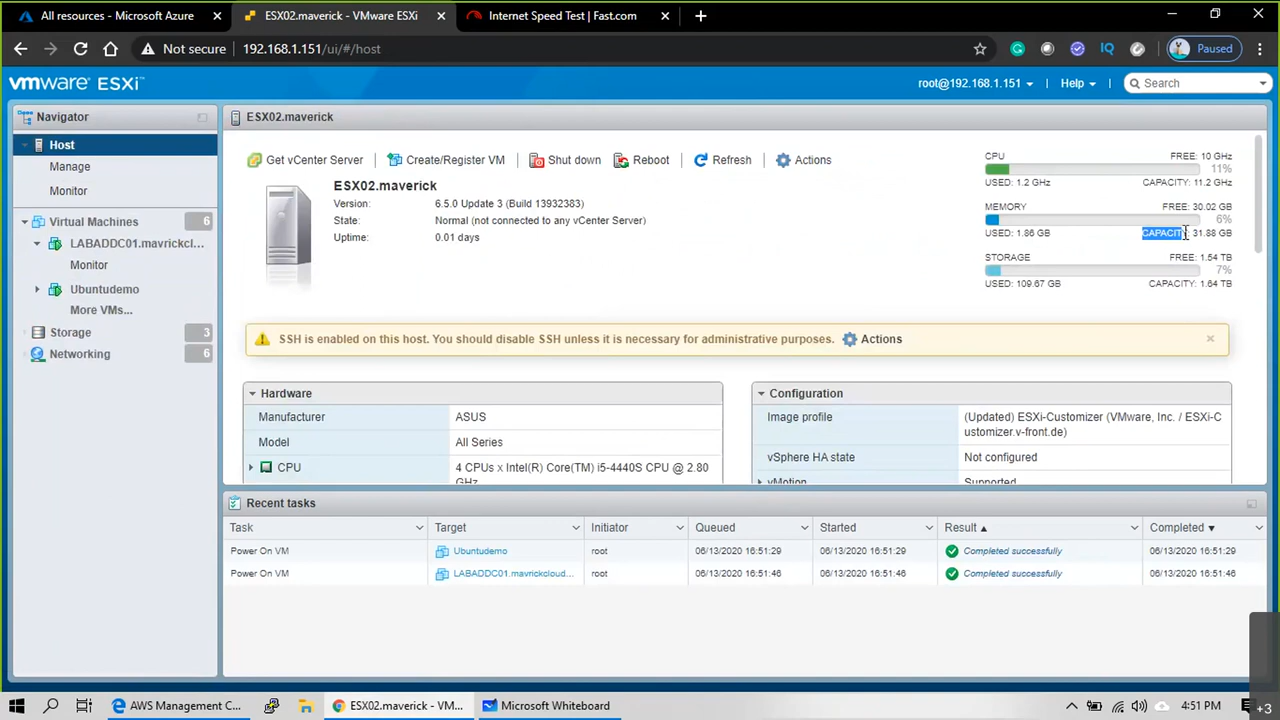 All resources - Microsoft Azure
ESX02.maverick - VMware ESXi
Internet Speed Test | Fast.com
Not secure
192.168.1.151/ui/#/host
IQ
Paused
vmware ESXi™
root@192.168.1.151
Help
Search
Navigator
Host
Manage
Monitor
Virtual Machines 6
LABADDC01.mavrickcl...
Monitor
Ubuntudemo
More VMs...
Storage 3
Networking 6
ESX02.maverick
Get vCenter Server
Create/Register VM
Shut down
Reboot
Refresh
Actions
ESX02.maverick
Version: 6.5.0 Update 3 (Build 13932383)
State: Normal (not connected to any vCenter Server)
Uptime: 0.01 days
CPU FREE: 10 GHz
11%
USED: 1.2 GHz CAPACITY: 11.2 GHz
MEMORY FREE: 30.02 GB
6%
USED: 1.86 GB CAPACIT 31.88 GB
STORAGE FREE: 1.54 TB
7%
USED: 109.67 GB CAPACITY: 1.64 TB
SSH is enabled on this host. You should disable SSH unless it is necessary for administrative purposes. Actions
Hardware
Manufacturer ASUS
Model All Series
CPU 4 CPUs x Intel(R) Core(TM) i5-4440S CPU @ 2.80
GHz
Configuration
Image profile (Updated) ESXi-Customizer (VMware, Inc. / ESXi-C
ustomizer.v-front.de)
vSphere HA state Not configured
vMotion Supported
Recent tasks
Task Target Initiator Queued Started Result Completed
Power On VM Ubuntudemo root 06/13/2020 16:51:29 06/13/2020 16:51:29 Completed successfully 06/13/2020 16:51:29
Power On VM LABADDC01.mavrickcloud... root 06/13/2020 16:51:46 06/13/2020 16:51:46 Completed successfully 06/13/2020 16:51:46
AWS Management C...
ESX02.maverick - VM...
Microsoft Whiteboard
4:51 PM
+3